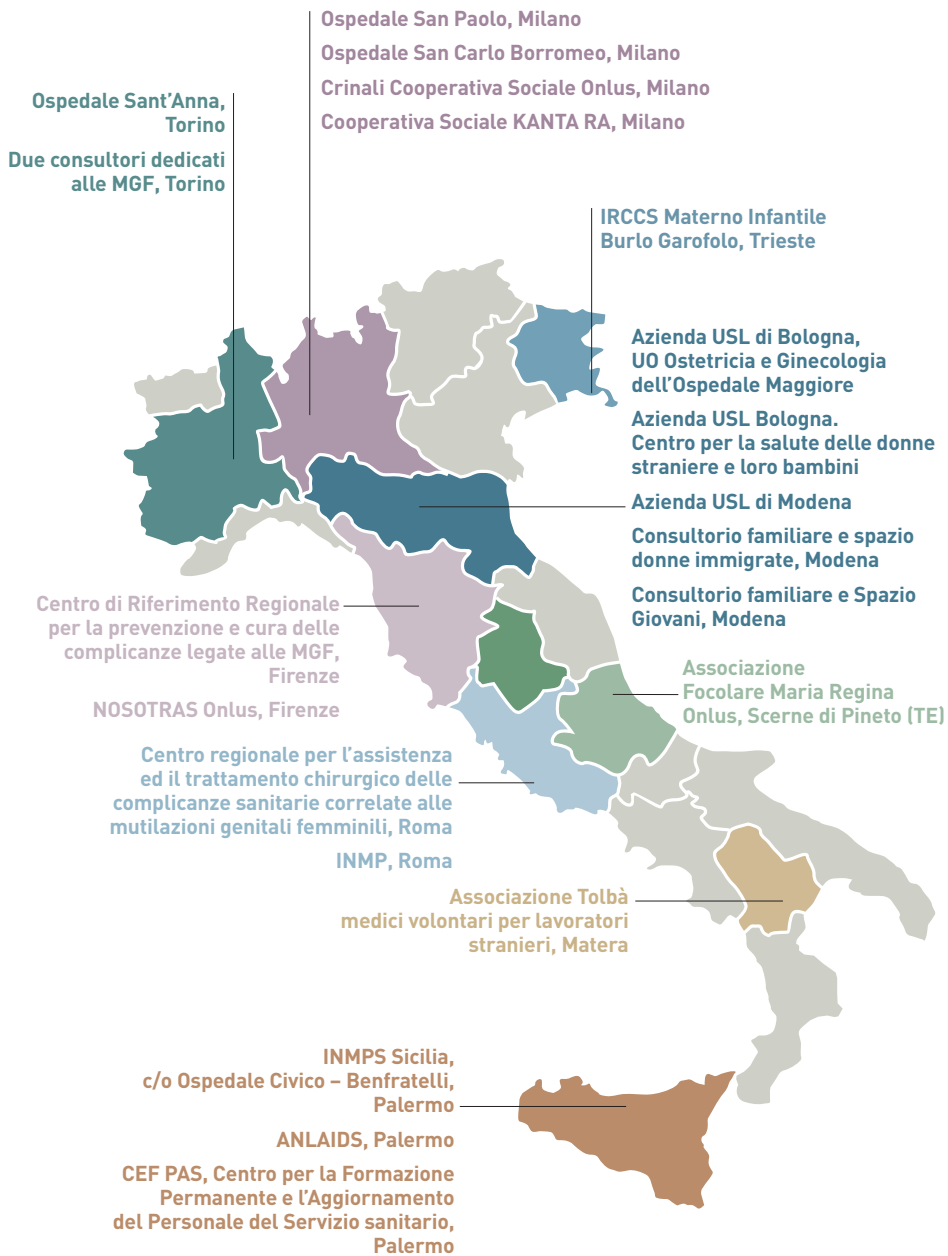 Ospedale San Paolo, Milano
Ospedale San Carlo Borromeo, Milano
Crinali Cooperativa Sociale Onlus, Milano
Cooperativa Sociale KANTA RA, Milano
Ospedale Sant'Anna,
Torino
Due consultori dedicati
alle MGF, Torino
IRCCS Materno Infantile
Burlo Garofolo, Trieste
Azienda USL di Bologna,
UO Ostetricia e Ginecologia
dell'Ospedale Maggiore
Azienda USL Bologna.
Centro per la salute delle donne
straniere e loro bambini
Azienda USL di Modena
Consultorio familiare e spazio
donne immigrate, Modena
Consultorio familiare e Spazio
Giovani, Modena
Centro di Riferimento Regionale
per la prevenzione e cura delle
complicanze legate alle MGF,
Firenze
NOSOTRAS Onlus, Firenze
Associazione
Focolare Maria Regina
Onlus, Scerne di Pineto (TE)
Centro regionale per l'assistenza
ed il trattamento chirurgico delle
complicanze sanitarie correlate alle
mutilazioni genitali femminili, Roma
INMP, Roma
Associazione Tolbà
medici volontari per lavoratori
stranieri, Matera
INMPS Sicilia,
c/o Ospedale Civico – Benfratelli,
Palermo
ANLAIDS, Palermo
CEF PAS, Centro per la Formazione
Permanente e l'Aggiornamento
del Personale del Servizio sanitario,
Palermo